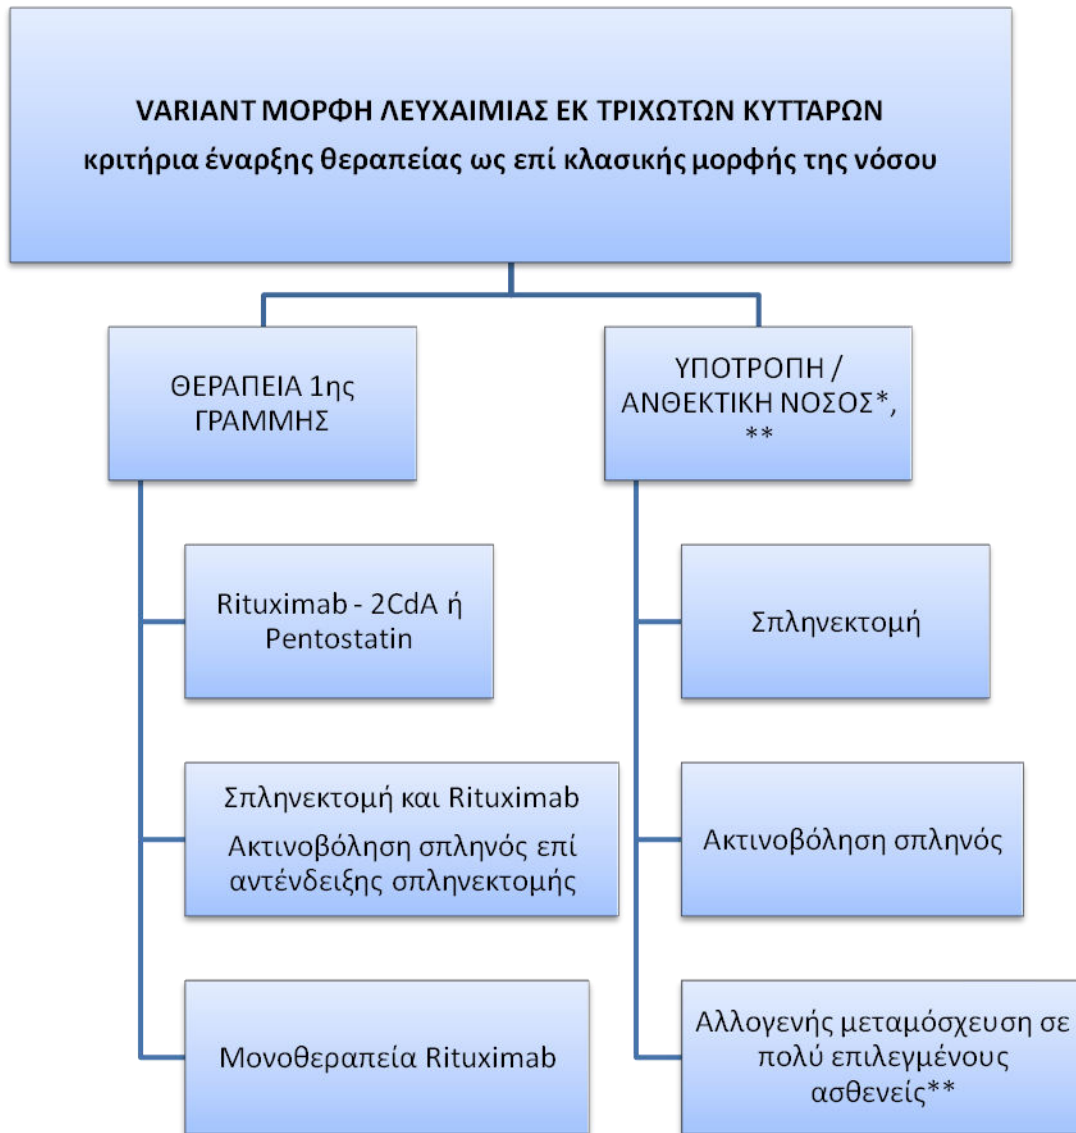 VARIANT ΜΟΡΦΗ ΛΕΥΧΑΙΜΙΑΣ ΕΚ ΤΡΙΧΩΤΩΝ ΚΥΤΤΑΡΩΝ
κριτήρια έναρξης θεραπείας ως επί κλασικής μορφής της νόσου
ΘΕΡΑΠΕΙΑ 1ης
ΓΡΑΜΜΗΣ
Rituximab - 2CdA ή
Pentostatin
Σπληνεκτομή και Rituximab
Ακτινοβόληση σπληνός επί
αντένδειξης σπληνεκτομής
Μονοθεραπεία Rituximab
ΥΠΟΤΡΟΠΗ /
ΑΝΘΕΚΤΙΚΗ ΝΟΣΟΣ*,
**
Σπληνεκτομή
Ακτινοβόληση σπληνός
Αλλογενής μεταμόσχευση σε
πολύ επιλεγμένους
ασθενείς**